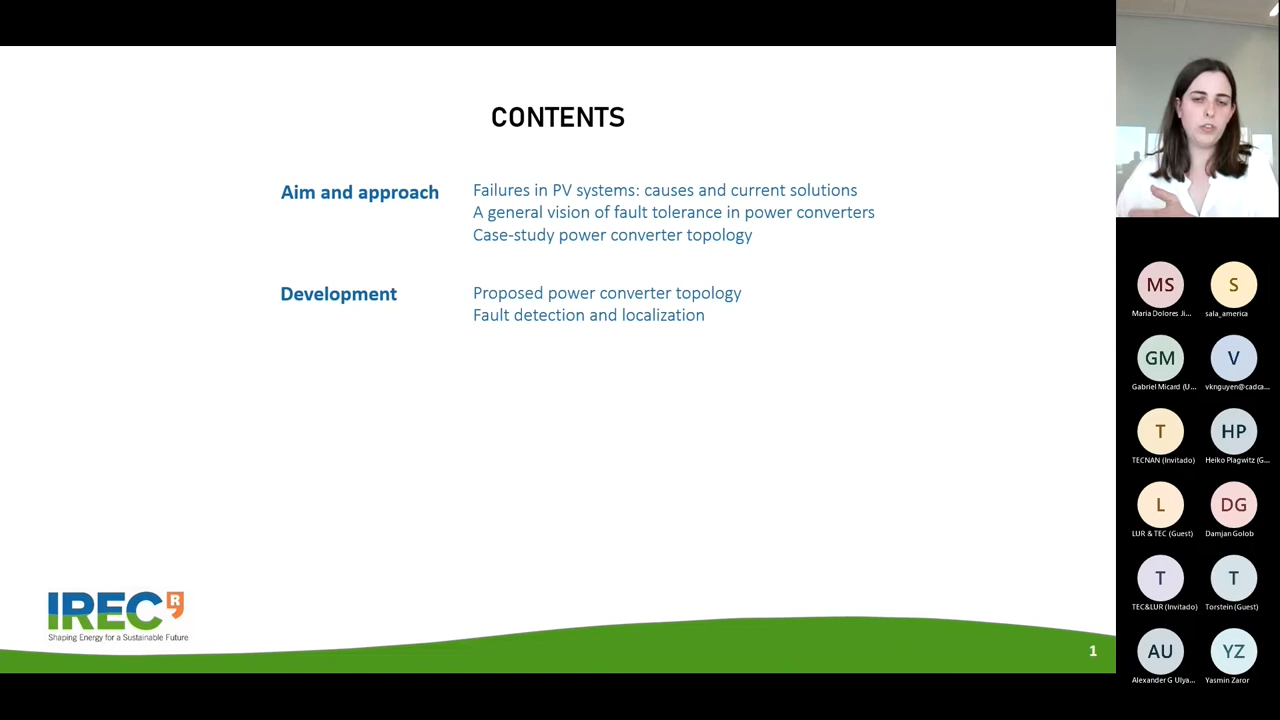 CONTENTS
Aim and approach
Failures in PV systems: causes and current solutions
A general vision of fault tolerance in power converters
Case-study power converter topology
Development
Proposed power converter topology
Fault detection and localization
IREC R
Shaping Energy for a Sustainable Future
1
MS
S
Maria Dolores Ji...
sala_america
GM
V
Gabriel Micard (U...
vknguyen@cadca...
T
HP
TECNAN (Invitado)
Heiko Plagwitz (G...
L
DG
LUR & TEC (Guest)
Damjan Golob
T
T
TEC&LUR (Invitado)
Torstein (Guest)
AU
YZ
Alexander G Ulya...
Yasmin Zaror